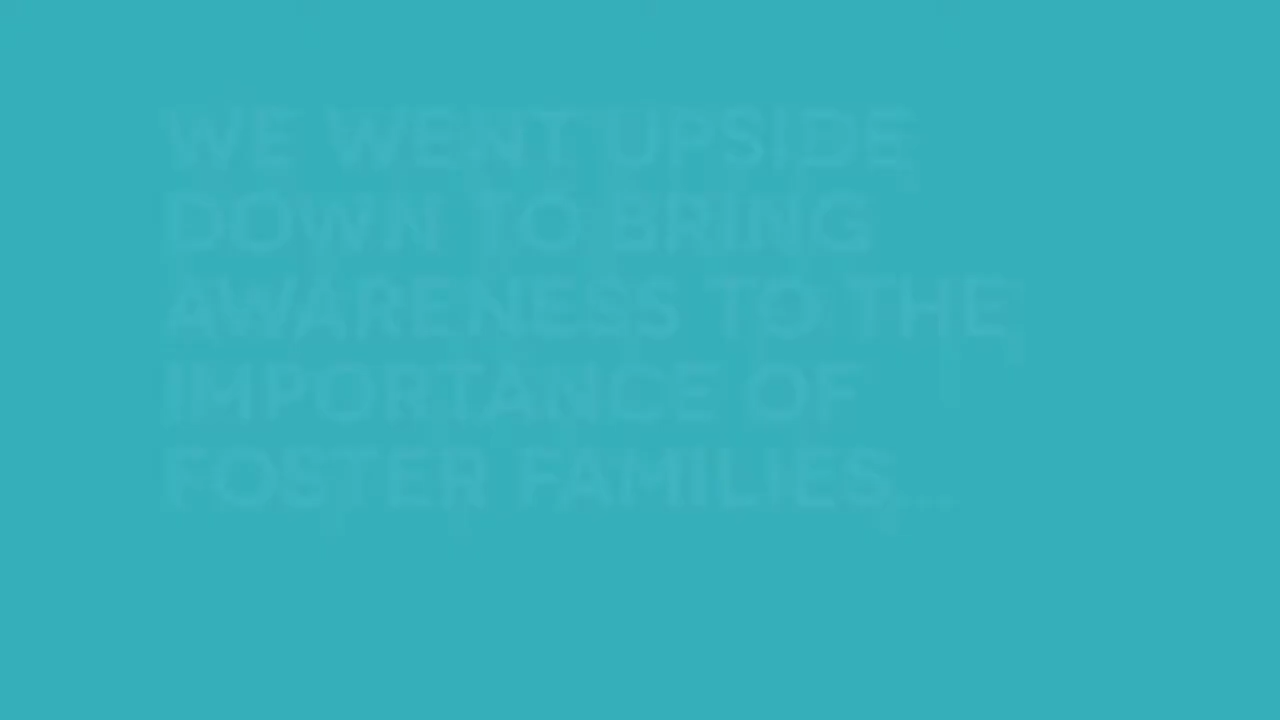 WE WENT UPSIDE
DOWN TO BRING
AWARENESS TO THE
IMPORTANCE OF
FOSTER FAMILIES...